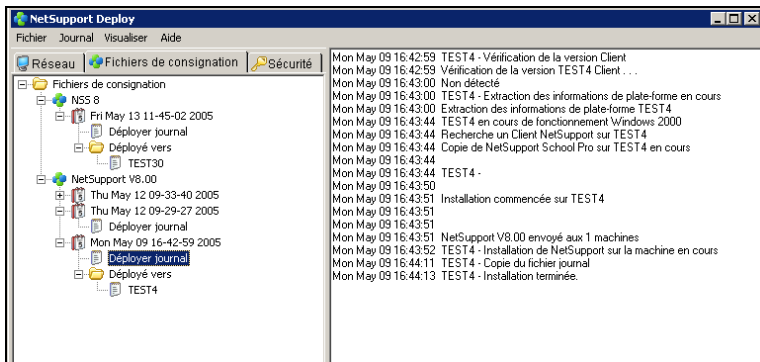 NetSupport Deploy
Fichier Journal Visualiser Aide
Réseau Fichiers de consignation Sécurité
Fichiers de consignation
NSS 8
Fri May 13 11-45-02 2005
Déployer journal
Déployé vers
TEST30
NetSupport V8.00
Thu May 12 09-33-40 2005
Thu May 12 09-29-27 2005
Déployer journal
Mon May 09 16-42-59 2005
Déployer journal
Déployé vers
TEST4
Mon May 09 16:42:59 TEST4 - Vérification de la version Client
Mon May 09 16:42:59 Vérification de la version TEST4 Client . . .
Mon May 09 16:43:00 Non détecté
Mon May 09 16:43:00 TEST4 - Extraction des informations de plate-forme en cours
Mon May 09 16:43:00 Extraction des informations de plate-forme TEST4
Mon May 09 16:43:44 TEST4 en cours de fonctionnement Windows 2000
Mon May 09 16:43:44 Recherche un Client NetSupport sur TEST4
Mon May 09 16:43:44 Copie de NetSupport School Pro sur TEST4 en cours
Mon May 09 16:43:44
Mon May 09 16:43:44 TEST4 -
Mon May 09 16:43:50
Mon May 09 16:43:51 Installation commencée sur TEST4
Mon May 09 16:43:51
Mon May 09 16:43:51
Mon May 09 16:43:51 NetSupport V8.00 envoyé aux 1 machines
Mon May 09 16:43:52 TEST4 - Installation de NetSupport sur la machine en cours
Mon May 09 16:44:11 TEST4 - Copie du fichier journal
Mon May 09 16:44:13 TEST4 - Installation terminée.